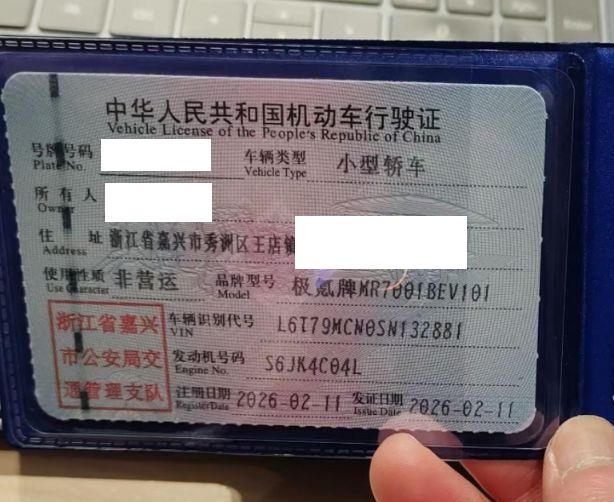 中华人民共和国机动车行驶证
Vehicle License of the People's Republic of China
号牌号码 车辆类型 小型轿车
Plate No. Vehicle Type
所有人
Owner
住址 浙江省嘉兴市秀洲区王店镇
Address
使用性质 非营运 品牌型号 极氪牌MR7001BEV101
Use Character Model
浙江省嘉兴 车辆识别代号 L6T79MCN0SN132881
VIN
市公安局交 发动机号码 S6JK4C04L
Engine No.
通管理支队 注册日期 2026-02-11 发证日期 2026-02-11
Register Date Issue Date